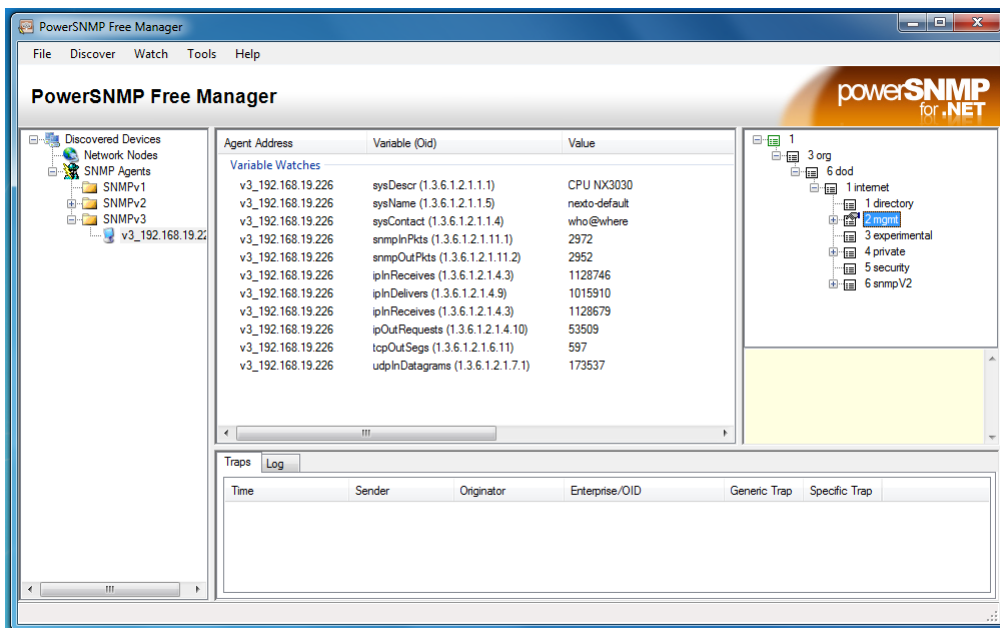 PowerSNMP Free Manager
File Discover Watch Tools Help
PowerSNMP Free Manager
powerSNMP
for .NET
Discovered Devices
Network Nodes
SNMP Agents
SNMPv1
SNMPv2
SNMPv3
v3_192.168.19.22
Agent Address Variable (Oid) Value
Variable Watches
v3_192.168.19.226 sysDescr (1.3.6.1.2.1.1.1) CPU NX3030
v3_192.168.19.226 sysName (1.3.6.1.2.1.1.5) nexto-default
v3_192.168.19.226 sysContact (1.3.6.1.2.1.1.4) who@where
v3_192.168.19.226 snmpInPkts (1.3.6.1.2.1.11.1) 2972
v3_192.168.19.226 snmpOutPkts (1.3.6.1.2.1.11.2) 2952
v3_192.168.19.226 ipInReceives (1.3.6.1.2.1.4.3) 1128746
v3_192.168.19.226 ipInDelivers (1.3.6.1.2.1.4.9) 1015910
v3_192.168.19.226 ipInReceives (1.3.6.1.2.1.4.3) 1128679
v3_192.168.19.226 ipOutRequests (1.3.6.1.2.1.4.10) 53509
v3_192.168.19.226 tcpOutSegs (1.3.6.1.2.1.6.11) 597
v3_192.168.19.226 udpInDatagrams (1.3.6.1.2.1.7.1) 173537
1
3 org
6 dod
1 internet
1 directory
2 mgmt
3 experimental
4 private
5 security
6 snmpV2
Traps Log
Time Sender Originator Enterprise/OID Generic Trap Specific Trap